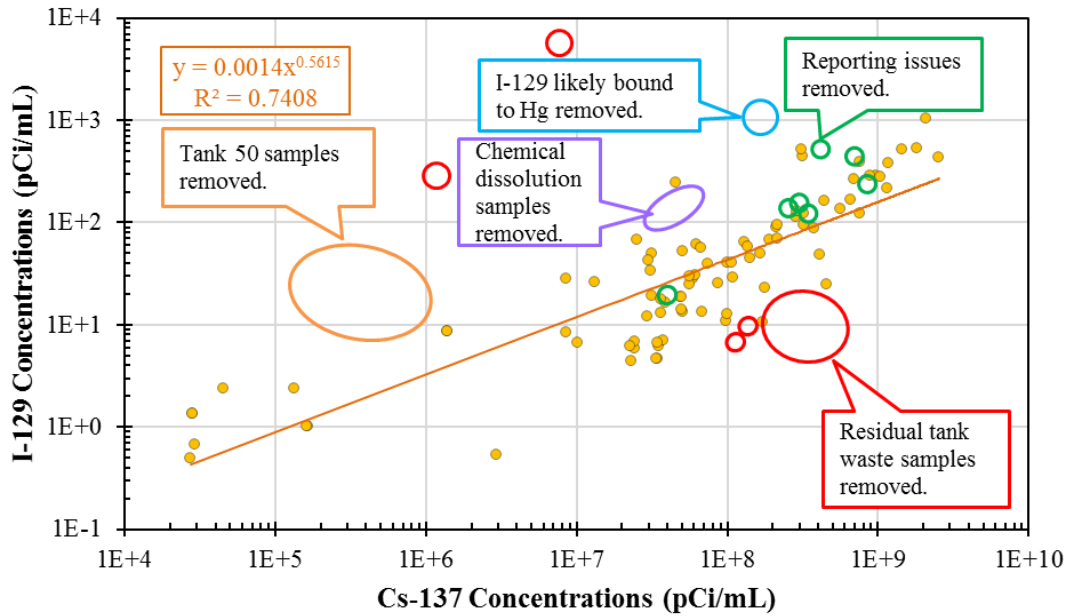 1E+4
1E+3
1E+2
1E+1
1E+0
1E-1
I-129 Concentrations (pCi/mL)
y = 0.0014x^0.5615
R² = 0.7408
Tank 50 samples
removed.
I-129 likely bound
to Hg removed.
Reporting issues
removed.
Chemical
dissolution
samples
removed.
Residual tank
waste samples
removed.
1E+4 1E+5 1E+6 1E+7 1E+8 1E+9 1E+10
Cs-137 Concentrations (pCi/mL)